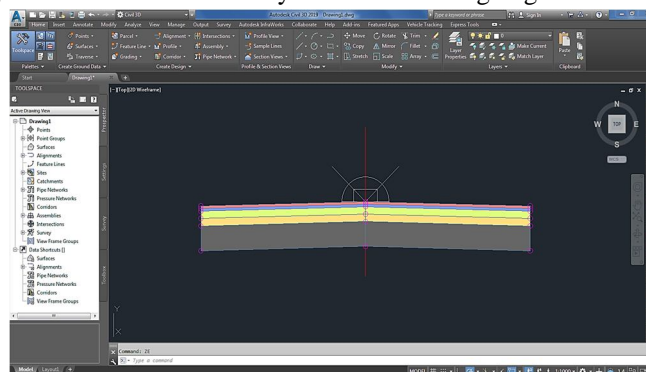 Civil 3D
Autodesk Civil 3D 2019 Drawing1.dwg
Type a keyword or phrase
Sign In
Home Insert Annotate Modify Analyze View Manage Output Survey Autodesk InfraWorks Collaborate Help Add-ins Featured Apps Vehicle Tracking Express Tools
Toolspace
Points
Surfaces
Traverse
Parcel
Feature Line
Grading
Alignment
Profile
Corridor
Intersections
Assembly
Pipe Network
Profile View
Sample Lines
Section Views
Move
Copy
Stretch
Rotate
Mirror
Scale
Trim
Fillet
Array
Layer Properties
Make Current
Match Layer
Paste
Palettes
Create Ground Data
Create Design
Profile & Section Views
Draw
Modify
Layers
Clipboard
Start
Drawing1*
TOOLSPACE
[-][Top][2D Wireframe]
Active Drawing View
Drawing1
Points
Point Groups
Surfaces
Alignments
Feature Lines
Sites
Catchments
Pipe Networks
Pressure Networks
Corridors
Assemblies
Intersections
Survey
View Frame Groups
Data Shortcuts []
Surfaces
Alignments
Pipe Networks
Pressure Networks
Corridors
View Frame Groups
Prospector
Settings
Survey
Toolbox
N
W TOP E
S
Y
X
Command: ZE
Type a command
Model Layout1 +
MODEL
1:1000